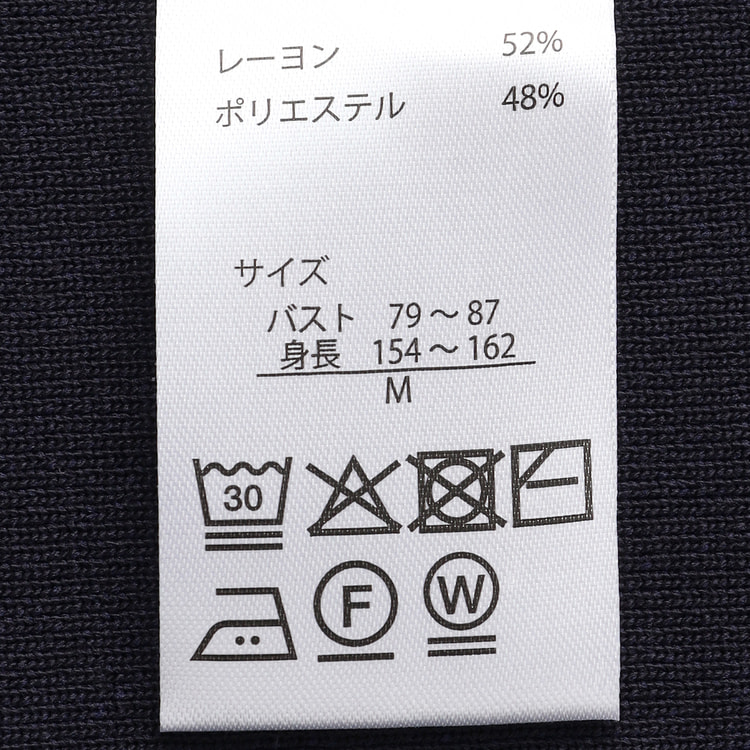 レーヨン 52%
ポリエステル 48%
サイズ
バスト 79～87
身長 154～162
M
30
F
W